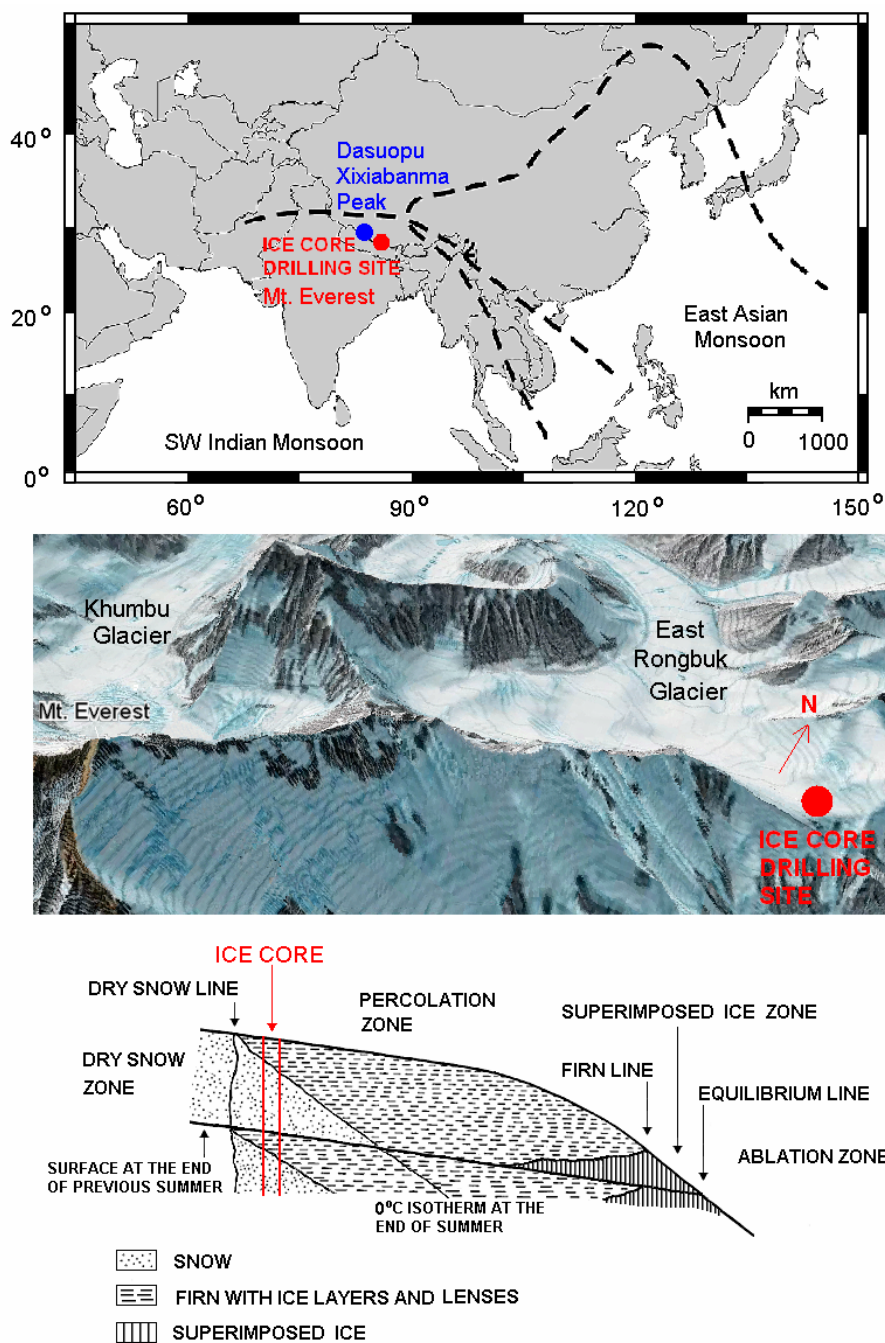 40°
20°
0°
60°
90°
120°
150°
Dasuopu
Xixiabanma
Peak
ICE CORE
DRILLING SITE
Mt. Everest
East Asian
Monsoon
km
0 1000
SW Indian Monsoon
Khumbu
Glacier
East
Rongbuk
Glacier
N
Mt. Everest
ICE CORE
DRILLING
SITE
ICE CORE
DRY SNOW LINE
PERCOLATION
ZONE
SUPERIMPOSED ICE ZONE
DRY SNOW
ZONE
FIRN LINE
EQUILIBRIUM LINE
ABLATION ZONE
SURFACE AT THE END
OF PREVIOUS SUMMER
0°C ISOTHERM AT THE
END OF SUMMER
SNOW
FIRN WITH ICE LAYERS AND LENSES
SUPERIMPOSED ICE